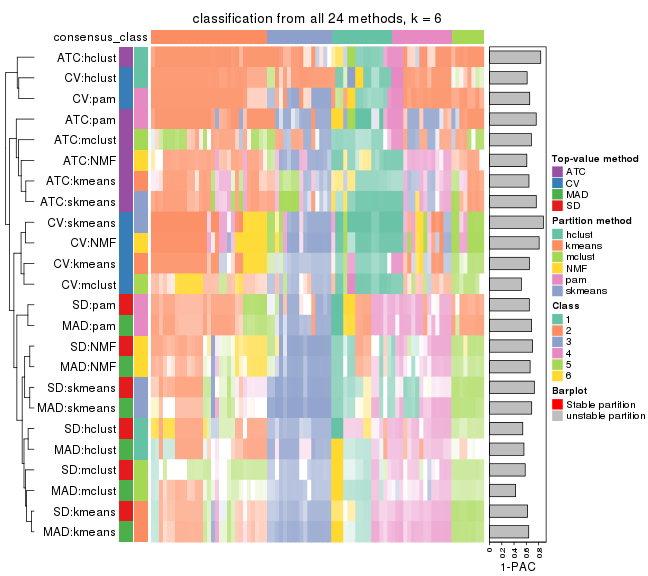 classification from all 24 methods, k = 6
consensus_class
ATC:hclust
CV:hclust
CV:pam
ATC:pam
ATC:mclust
ATC:NMF
ATC:kmeans
ATC:skmeans
CV:skmeans
CV:NMF
CV:kmeans
CV:mclust
SD:pam
MAD:pam
SD:NMF
MAD:NMF
SD:skmeans
MAD:skmeans
SD:hclust
MAD:hclust
SD:mclust
MAD:mclust
SD:kmeans
MAD:kmeans
0 0.2 0.4 0.6 0.8
1-PAC
Top-value method
ATC
CV
MAD
SD
Partition method
hclust
kmeans
mclust
NMF
pam
skmeans
Class
1
2
3
4
5
6
Barplot
Stable partition
unstable partition